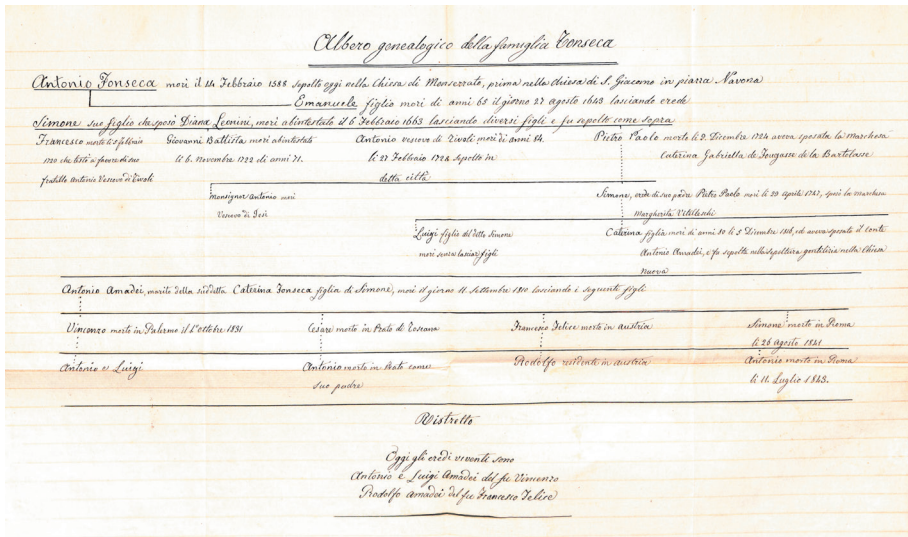 Albero genealogico della famiglia Fonseca
Antonio Fonseca morì il 14 Febbraio 1588 sepolto oggi nella Chiesa di Monserrato, prima nella chiesa di S. Giacomo in piazza Navona
Emanuele figlio morì di anni 65 il giorno 27 agosto 1643 lasciando erede
Simone suo figlio che sposò Diana Leonini, morì abintestato il 6 Febbraio 1663 lasciando diversi figli e fu sepolto come sopra
Francesco morto li febbraio
1720 che testò a favore di suo
fratello Antonio Vescovo di Tivoli
Giovanni Battista morì abintestato
li 6. Novembre 1722 di anni 71.
Antonio vescovo di Tivoli morì di anni 84.
li 27 Febbraio 1724 sepolto in
detta città
Pietro Paolo morto li 9. Dicembre 1724 aveva sposata la Marchesa
Caterina Gabriella de Fougasse de la Bartelasse
Monsignor Antonio morì
Vescovo di Jesi
Simone, erede di suo padre Pietro Paolo morì li 29 aprile 1747, sposò la marchesa
Margherita Vitelleschi
Luigi figlio del detto Simone
morì senza lasciar figli
Caterina figlia morì di anni 80 li 5 Dicembre 1816, ed aveva sposato il conte
Antonio Amadei, e fu sepolta nella sepoltura gentilizia nella Chiesa
nuova
Antonio Amadei, marito della suddetta Caterina Fonseca figlia di Simone, morì il giorno 11. Settembre 1810 lasciando i seguenti figli
Vincenzo morto in Palermo il 1° ottobre 1831
Cesare morto in Prato di Toscana
Francesco Felice morto in austria
Simone morto in Roma
li 26 agosto 1841
Antonio e Luigi
Antonio morto in Prato come
suo padre
Rodolfo residente in austria
Antonio morto in Roma
li 11 Luglio 1843.
Ristretto
Oggi gli eredi viventi sono
Antonio e Luigi Amadei del fu Vincenzo
Rodolfo amadei del fu Francesco Felice